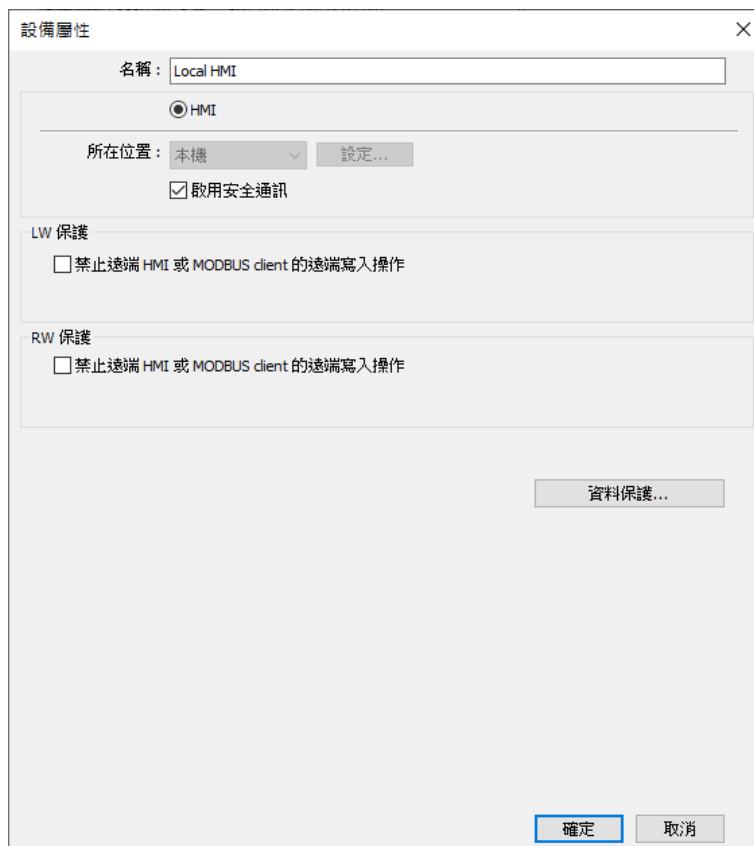 設備屬性
名稱： Local HMI
HMI
所在位置： 本機 設定...
啟用安全通訊
LW 保護
禁止遠端 HMI 或 MODBUS client 的遠端寫入操作
RW 保護
禁止遠端 HMI 或 MODBUS client 的遠端寫入操作
資料保護...
確定 取消